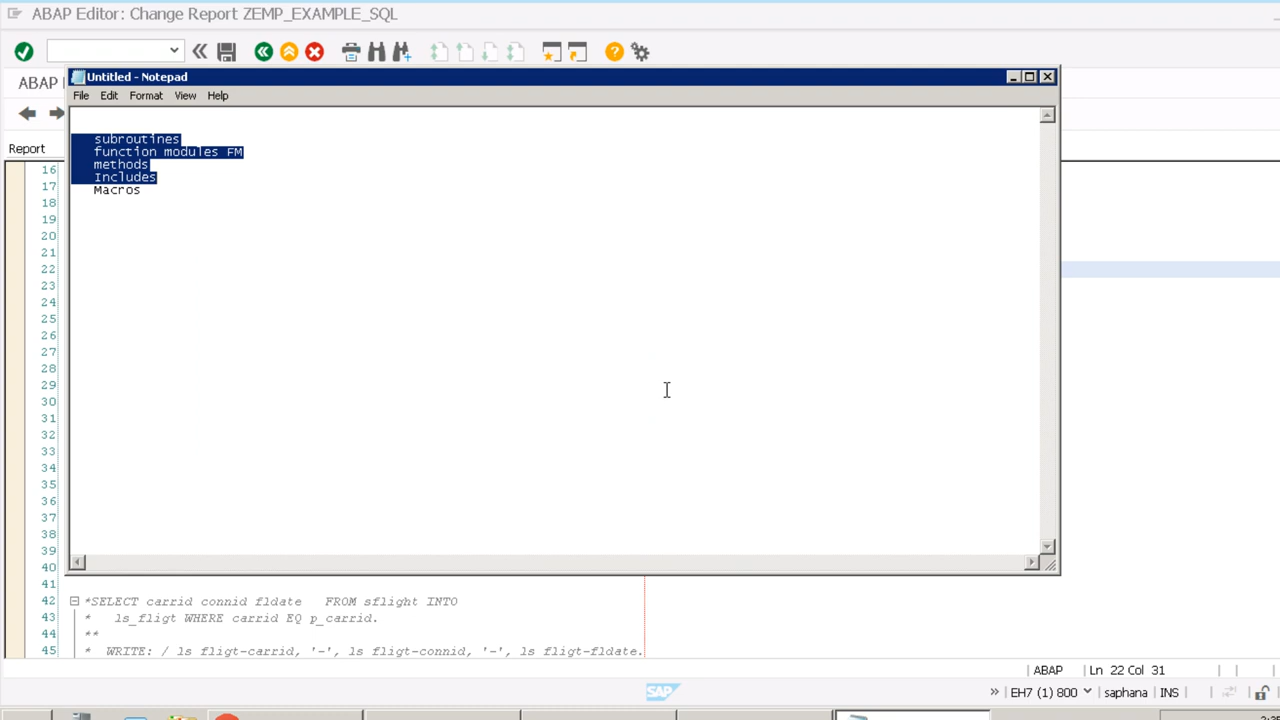 ABAP Editor: Change Report ZEMP_EXAMPLE_SQL
ABAP
Untitled - Notepad
File Edit Format View Help
subroutines
function modules FM
methods
Includes
Macros
Report
16
17
18
19
20
21
22
23
24
25
26
27
28
29
30
31
32
33
34
35
36
37
38
39
40
41
42 *SELECT carrid connid fldate FROM sflight INTO
43 * ls_fligt WHERE carrid EQ p_carrid.
44 **
45 * WRITE: / ls_fligt-carrid, '-', ls_fligt-connid, '-', ls_fligt-fldate.
ABAP Ln 22 Col 31
SAP
» EH7 (1) 800 saphana INS